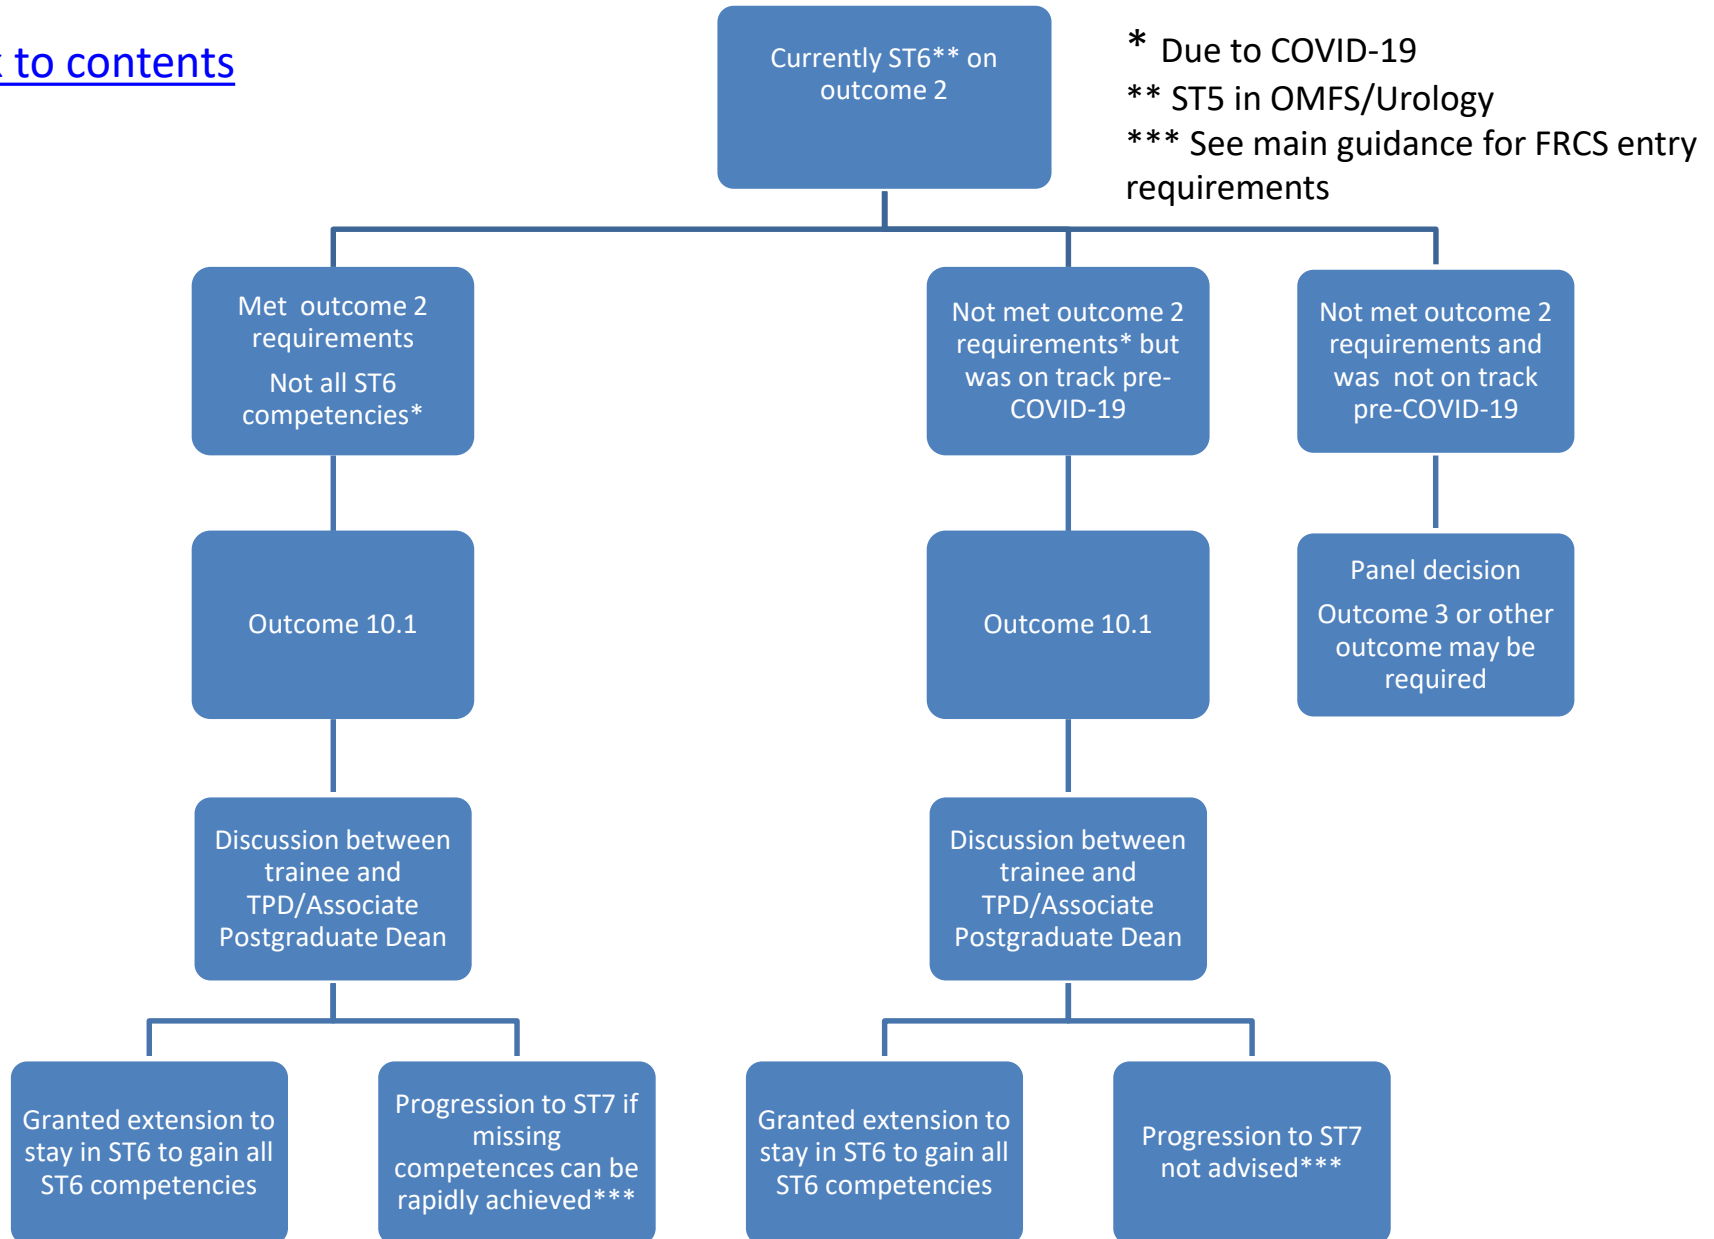 to contents
Currently ST6** on
outcome 2
* Due to COVID-19
** ST5 in OMFS/Urology
*** See main guidance for FRCS entry
requirements
Met outcome 2
requirements
Not all ST6
competencies*
Not met outcome 2
requirements* but
was on track pre-
COVID-19
Not met outcome 2
requirements and
was not on track
pre-COVID-19
Outcome 10.1
Outcome 10.1
Panel decision
Outcome 3 or other
outcome may be
required
Discussion between
trainee and
TPD/Associate
Postgraduate Dean
Discussion between
trainee and
TPD/Associate
Postgraduate Dean
Granted extension to
stay in ST6 to gain all
ST6 competencies
Progression to ST7 if
missing
competences can be
rapidly achieved***
Granted extension to
stay in ST6 to gain all
ST6 competencies
Progression to ST7
not advised***